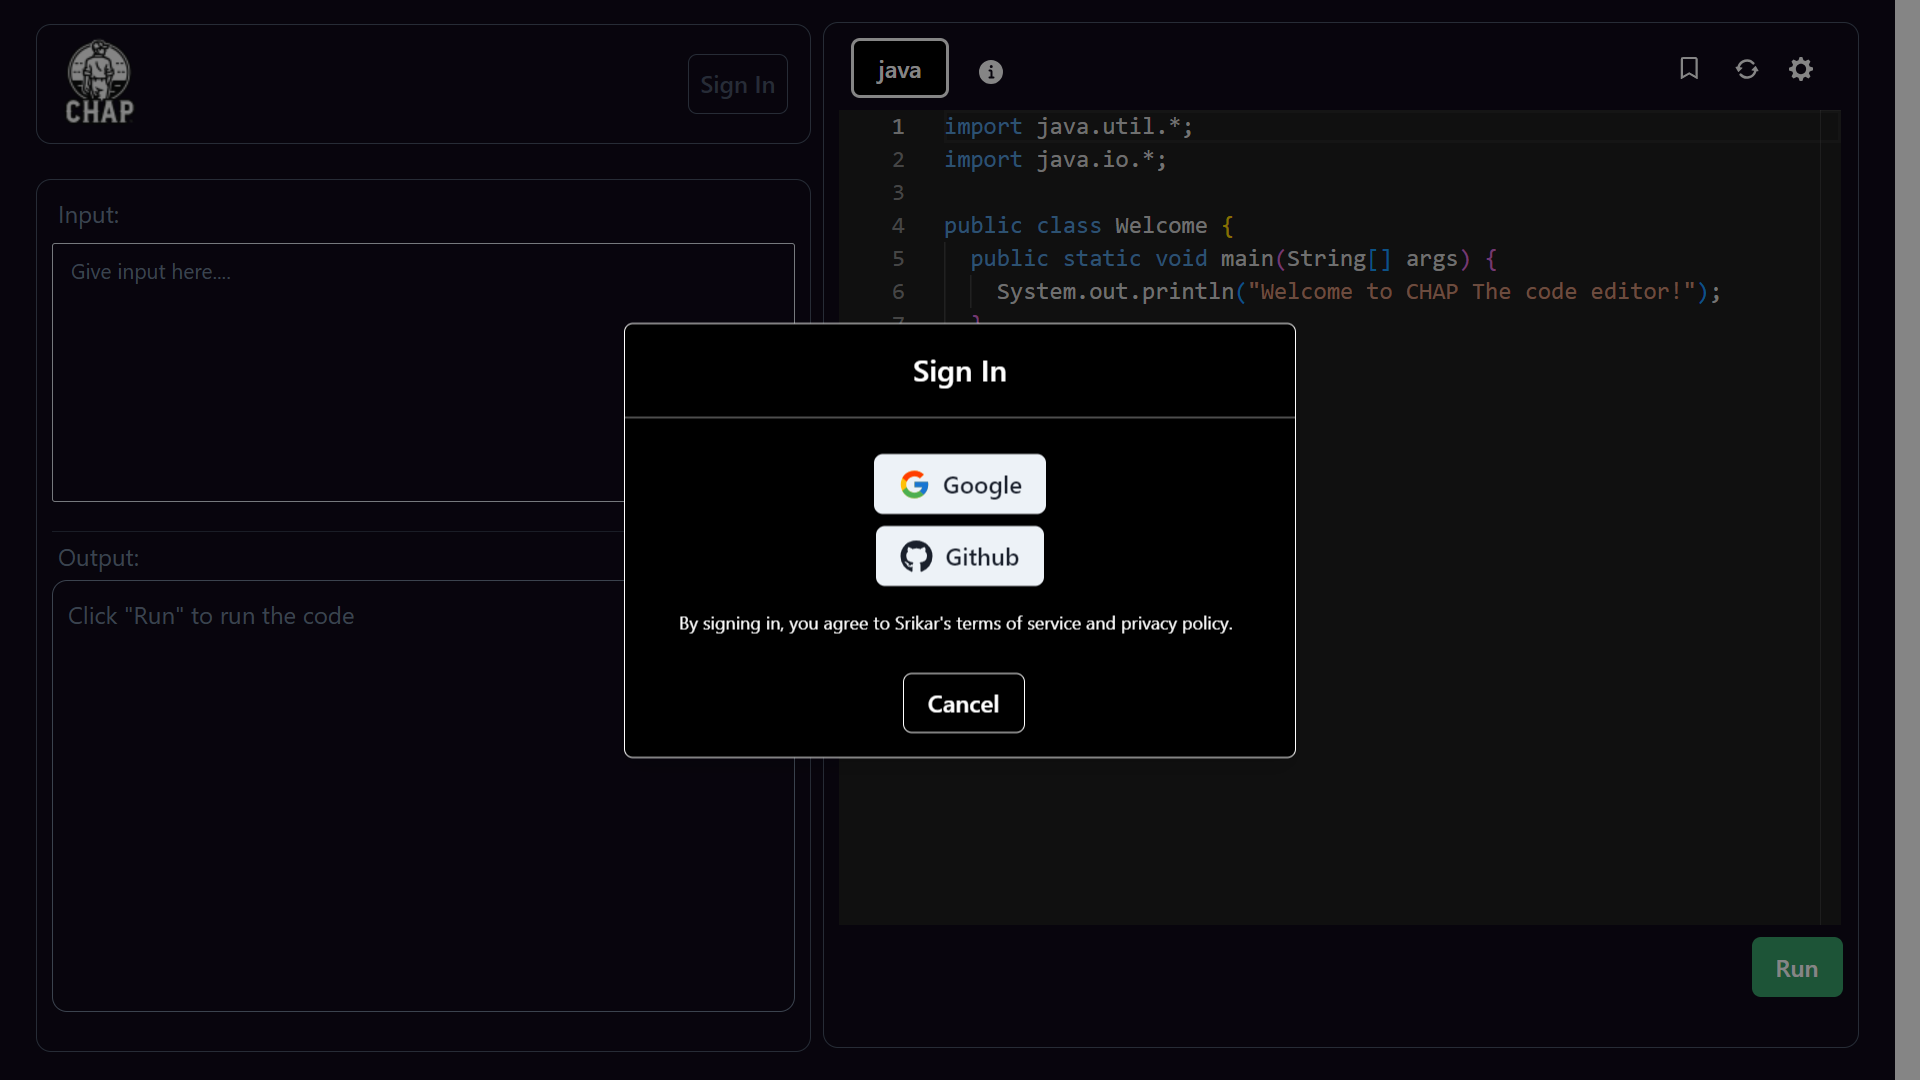 CHAP
Sign In
Input:
Give input here....
Output:
Click "Run" to run the code
java
1 import java.util.*;
2 import java.io.*;
3
4 public class Welcome {
5 public static void main(String[] args) {
6 System.out.println("Welcome to CHAP The code editor!");
7 }
Sign In
Google
Github
By signing in, you agree to Srikar's terms of service and privacy policy.
Cancel
Run